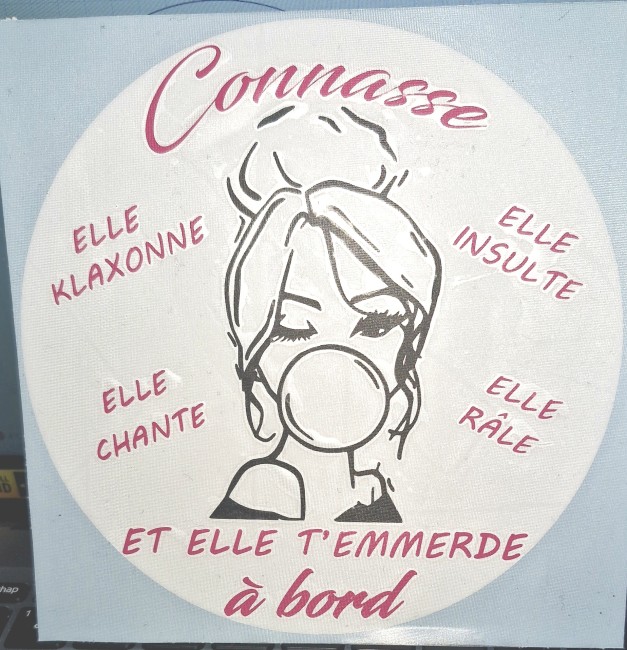 Connasse
ELLE
KLAXONNE
ELLE
INSULTE
ELLE
CHANTE
ELLE
RÂLE
ET ELLE T'EMMERDE
à bord